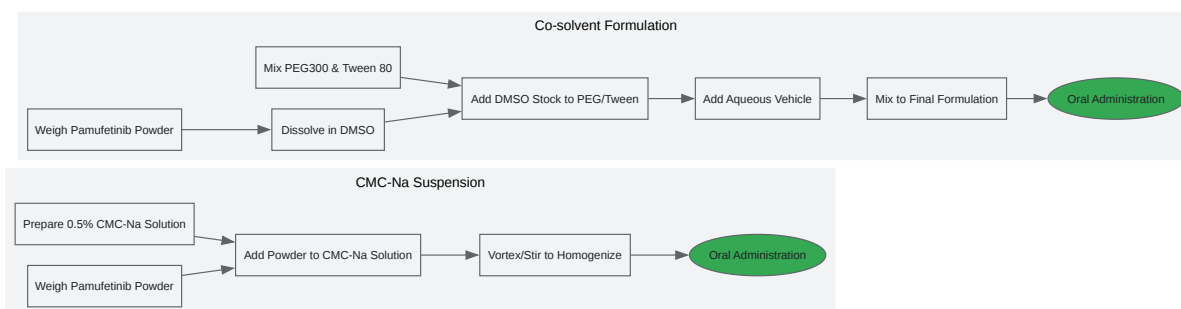 Co-solvent Formulation
Mix PEG300 & Tween 80
Weigh Pamufetinib Powder
Dissolve in DMSO
Add DMSO Stock to PEG/Tween
Add Aqueous Vehicle
Mix to Final Formulation
Oral Administration
CMC-Na Suspension
Prepare 0.5% CMC-Na Solution
Weigh Pamufetinib Powder
Add Powder to CMC-Na Solution
Vortex/Stir to Homogenize
Oral Administration